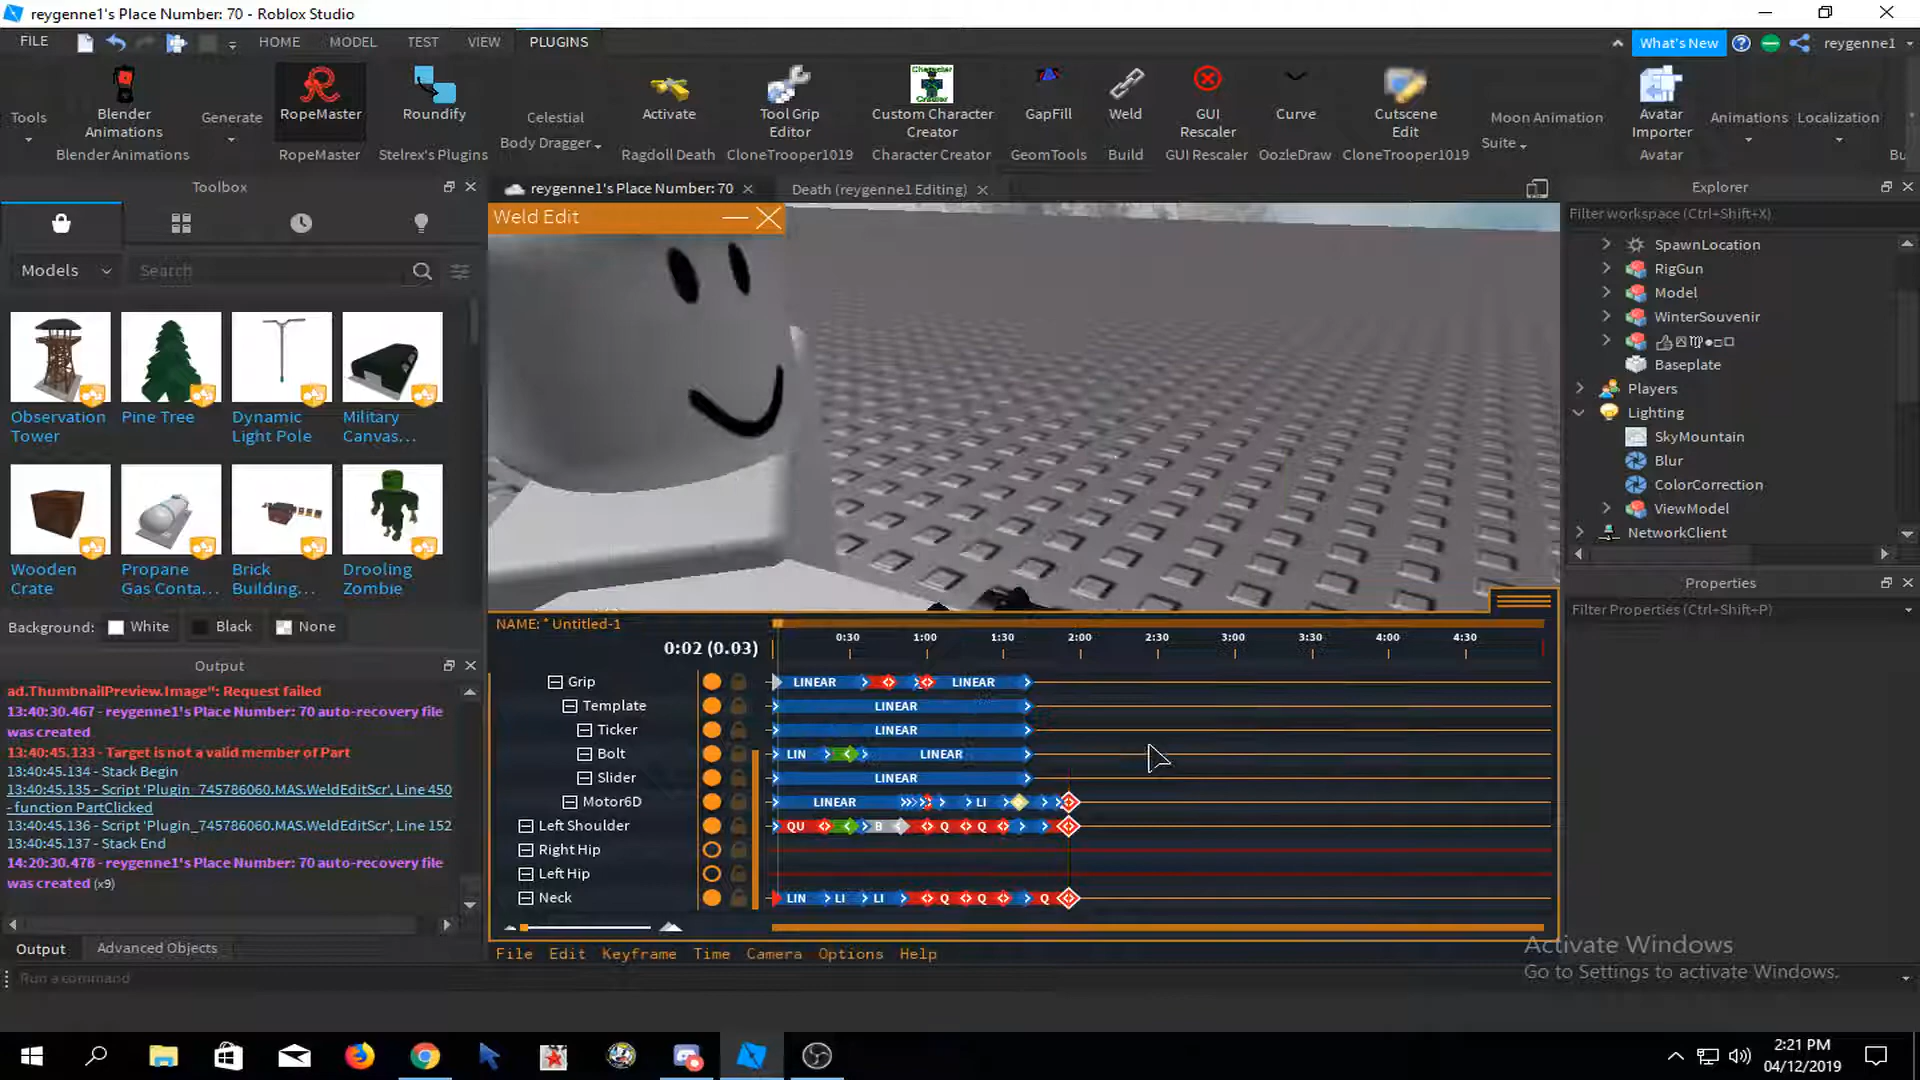 reygenne1's Place Number: 70 - Roblox Studio
FILE
HOME
MODEL
TEST
VIEW
PLUGINS
What's New
reygenne1
Tools
Blender Animations
Blender Animations
Generate
RopeMaster
RopeMaster
Roundify
Stelrex's Plugins
Celestial Body Dragger
Activate
Ragdoll Death
Tool Grip Editor
CloneTrooper1019
Custom Character Creator
Character Creator
GapFill
GeomTools
Weld
Build
GUI Rescaler
GUI Rescaler
Curve
OozleDraw
Cutscene Edit
CloneTrooper1019
Moon Animation Suite
Avatar Importer
Avatar
Animations
Localization
Bu
Toolbox
reygenne1's Place Number: 70
Death (reygenne1 Editing)
Explorer
Weld Edit
Filter workspace (Ctrl+Shift+X)
Models
Search
Observation Tower
Pine Tree
Dynamic Light Pole
Military Canvas...
Wooden Crate
Propane Gas Conta...
Brick Building...
Drooling Zombie
Background:
White
Black
None
SpawnLocation
RigGun
Model
WinterSouvenir
Baseplate
Players
Lighting
SkyMountain
Blur
ColorCorrection
ViewModel
NetworkClient
Properties
Filter Properties (Ctrl+Shift+P)
Output
ad.ThumbnailPreview.Image": Request failed
13:40:30.467 - reygenne1's Place Number: 70 auto-recovery file
was created
13:40:45.133 - Target is not a valid member of Part
13:40:45.134 - Stack Begin
13:40:45.135 - Script 'Plugin_745786060.MAS.WeldEditScr', Line 450
- function PartClicked
13:40:45.136 - Script 'Plugin_745786060.MAS.WeldEditScr', Line 152
13:40:45.137 - Stack End
14:20:30.478 - reygenne1's Place Number: 70 auto-recovery file
was created (x9)
Output
Advanced Objects
Run a command
NAME: * Untitled-1
0:02 (0.03)
0:30 1:00 1:30 2:00 2:30 3:00 3:30 4:00 4:30
Grip LINEAR LINEAR
Template LINEAR
Ticker LINEAR
Bolt LIN LINEAR
Slider LINEAR
Motor6D LINEAR LI
Left Shoulder QU B Q Q
Right Hip
Left Hip
Neck LIN LI LI Q Q Q
File Edit Keyframe Time Camera Options Help
Activate Windows
Go to Settings to activate Windows.
2:21 PM
04/12/2019